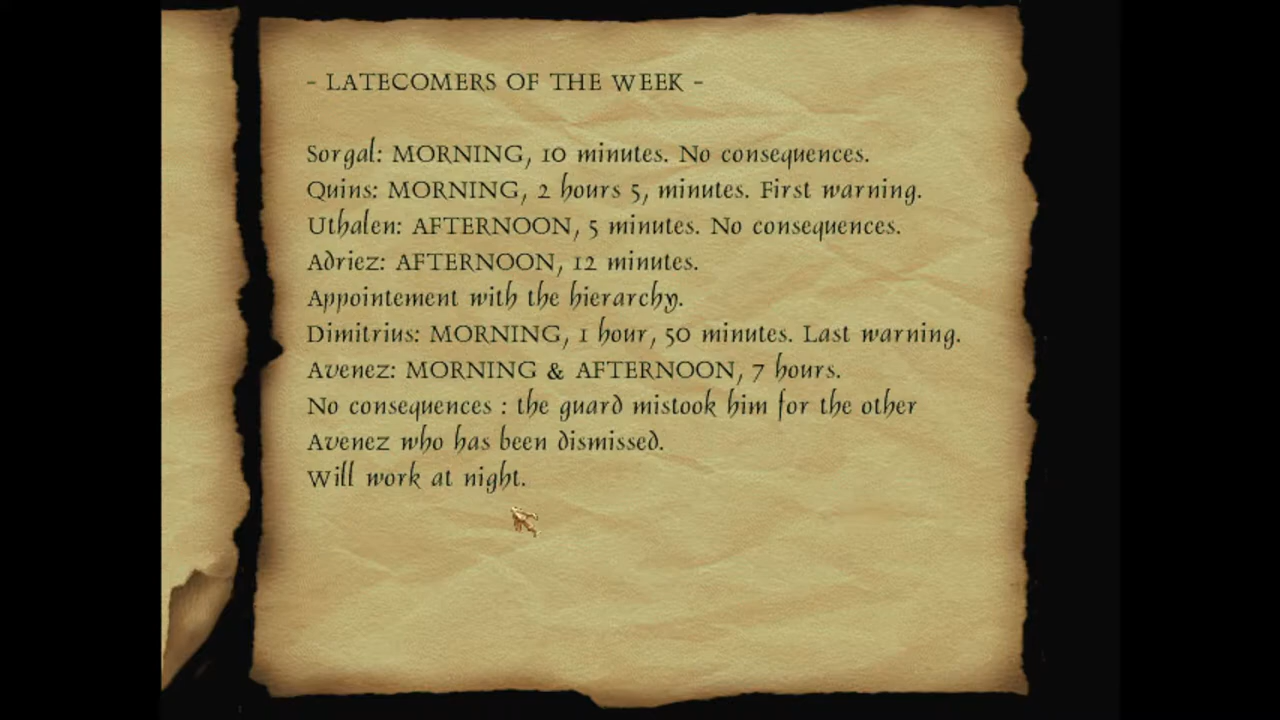 - LATECOMERS OF THE WEEK -
Sorgal: MORNING, 10 minutes. No consequences.
Quins: MORNING, 2 hours 5, minutes. First warning.
Uthalen: AFTERNOON, 5 minutes. No consequences.
Adriez: AFTERNOON, 12 minutes.
Appointement with the hierarchy.
Dimitrius: MORNING, 1 hour, 50 minutes. Last warning.
Avenez: MORNING & AFTERNOON, 7 hours.
No consequences : the guard mistook him for the other
Avenez who has been dismissed.
Will work at night.